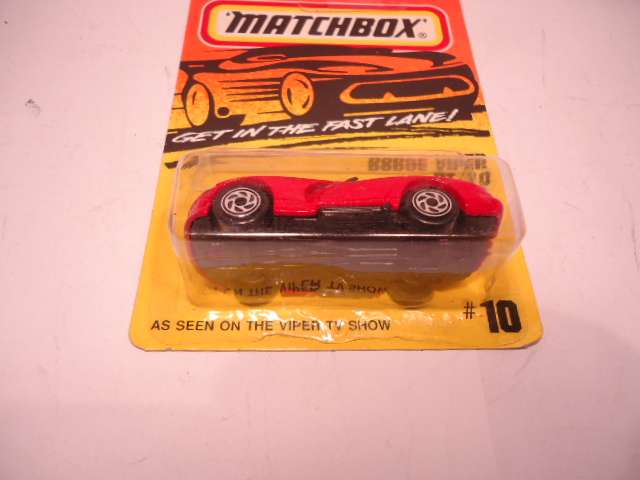 MATCHBOX®
GET IN THE FAST LANE!
AS SEEN ON THE VIPER TV SHOW
#10